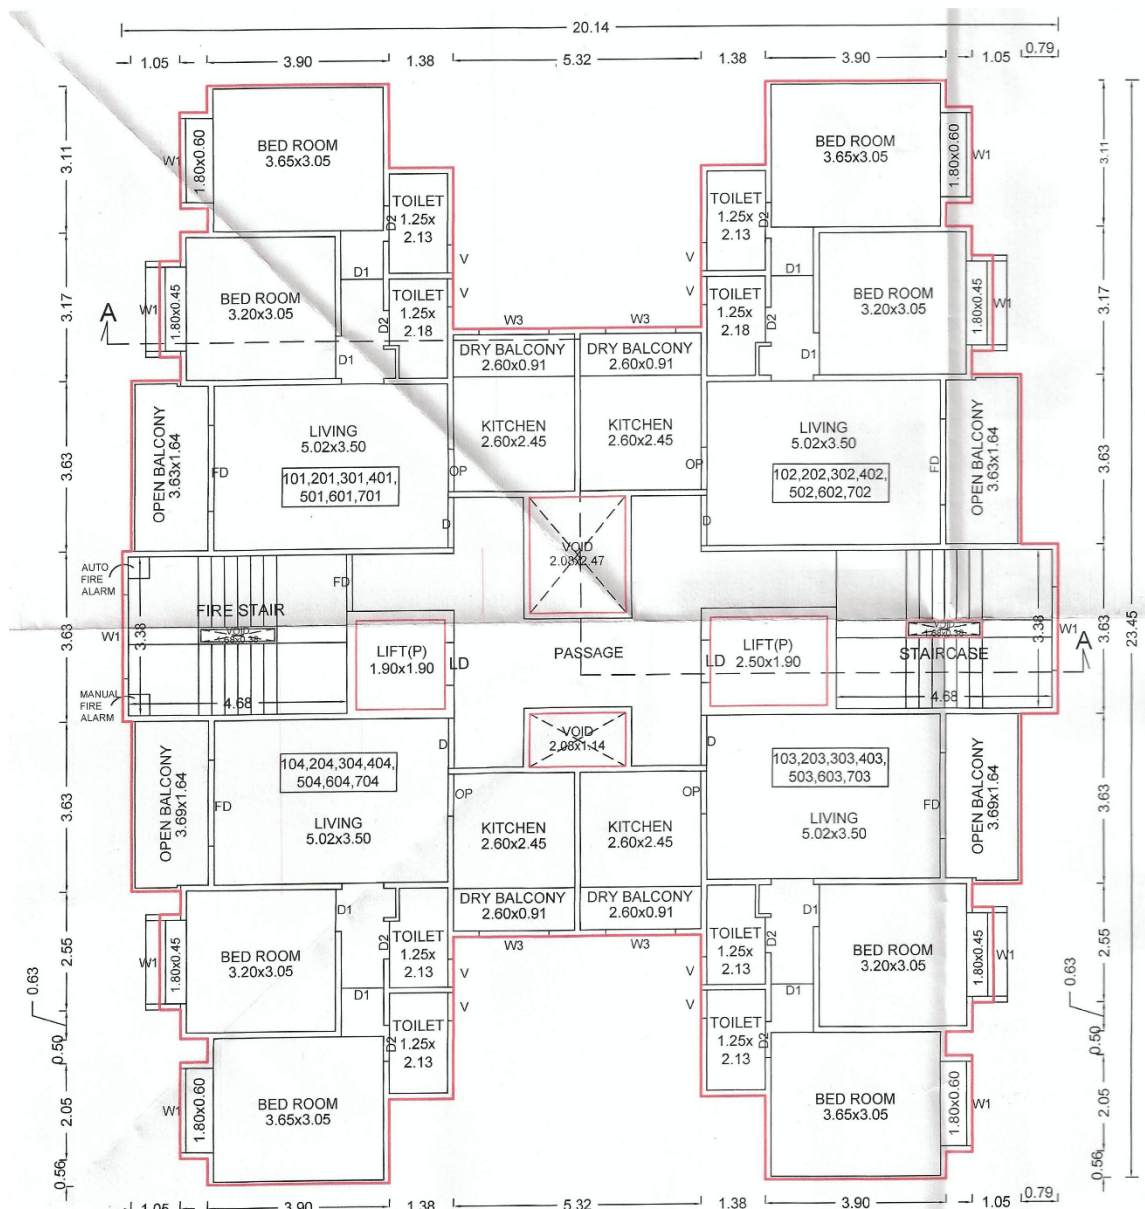 20.14
1.05 3.90 1.38 5.32 1.38 3.90 1.05 0.79
BED ROOM
3.65x3.05
1.80x0.60
W1
3.11
TOILET
1.25x
2.13
D2
V
BED ROOM
3.65x3.05
1.80x0.60
W1
3.11
TOILET
1.25x
2.13
D2
V
BED ROOM
3.20x3.05
1.80x0.45
W1
3.17
A
D1
D1
TOILET
1.25x
2.18
D2
V
W3
W3
BED ROOM
3.20x3.05
1.80x0.45
W1
3.17
D1
D1
TOILET
1.25x
2.18
D2
V
DRY BALCONY
2.60x0.91
DRY BALCONY
2.60x0.91
KITCHEN
2.60x2.45
KITCHEN
2.60x2.45
OP
OP
LIVING
5.02x3.50
101,201,301,401,
501,601,701
FD
D
OPEN BALCONY
3.63x1.64
3.63
LIVING
5.02x3.50
102,202,302,402,
502,602,702
FD
D
OPEN BALCONY
3.63x1.64
3.63
VOID
2.03x2.47
AUTO
FIRE
ALARM
FIRE STAIR
FD
VOID
1.68x0.38
3.38
4.68
W1
3.63
MANUAL
FIRE
ALARM
LIFT(P)
1.90x1.90
LD
PASSAGE
LD
LIFT(P)
2.50x1.90
VOID
1.68x0.38
STAIRCASE
3.38
4.68
W1
A
3.63
23.45
VOID
2.08x1.14
104,204,304,404,
504,604,704
LIVING
5.02x3.50
FD
D
OPEN BALCONY
3.69x1.64
3.63
103,203,303,403,
503,603,703
LIVING
5.02x3.50
FD
D
OPEN BALCONY
3.69x1.64
3.63
OP
OP
KITCHEN
2.60x2.45
KITCHEN
2.60x2.45
DRY BALCONY
2.60x0.91
DRY BALCONY
2.60x0.91
W3
W3
BED ROOM
3.20x3.05
1.80x0.45
W1
2.55
D1
D1
TOILET
1.25x
2.13
D2
V
BED ROOM
3.20x3.05
1.80x0.45
W1
2.55
D1
D1
TOILET
1.25x
2.13
D2
V
0.63
0.50
0.63
0.50
TOILET
1.25x
2.13
D2
V
TOILET
1.25x
2.13
D2
V
BED ROOM
3.65x3.05
1.80x0.60
W1
2.05
0.56
BED ROOM
3.65x3.05
1.80x0.60
W1
2.05
0.56
1.05 3.90 1.38 5.32 1.38 3.90 1.05 0.79